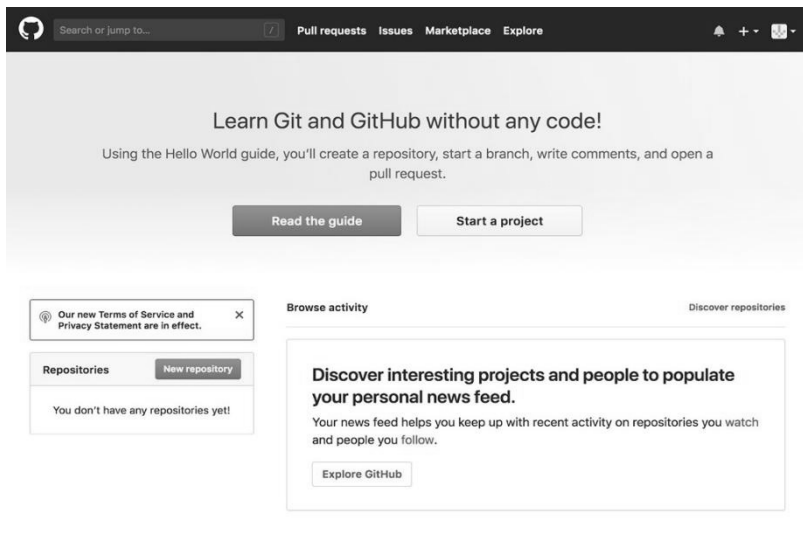 Search or jump to... /
Pull requests Issues Marketplace Explore
Learn Git and GitHub without any code!
Using the Hello World guide, you'll create a repository, start a branch, write comments, and open a
pull request.
Read the guide
Start a project
Our new Terms of Service and
Privacy Statement are in effect.
Repositories
New repository
You don't have any repositories yet!
Browse activity
Discover repositories
Discover interesting projects and people to populate
your personal news feed.
Your news feed helps you keep up with recent activity on repositories you watch
and people you follow.
Explore GitHub